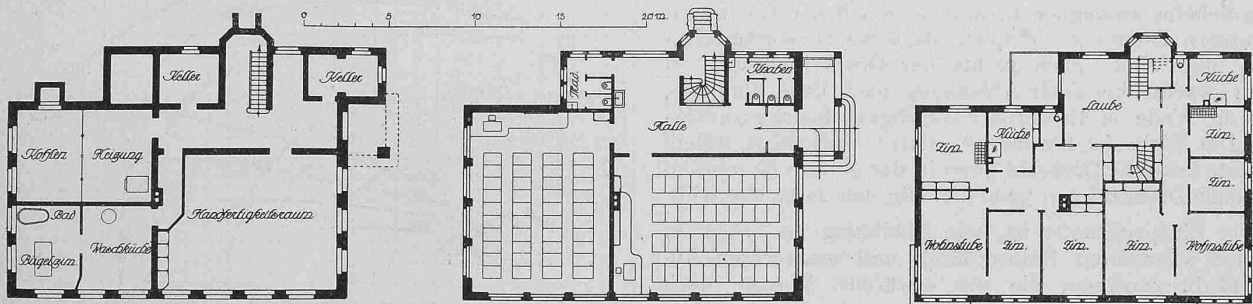 0 5 10 15 20 m.
Keller
Keller
Kohlen
Heizung
Bad
Bügelzim.
Waschküche
Handfertigkeitsraum
Mäd.
Knaben
Halle
Laube
Küche
Zim.
Küche
Zim.
Zim.
Wohnstube
Zim.
Zim.
Zim.
Wohnstube